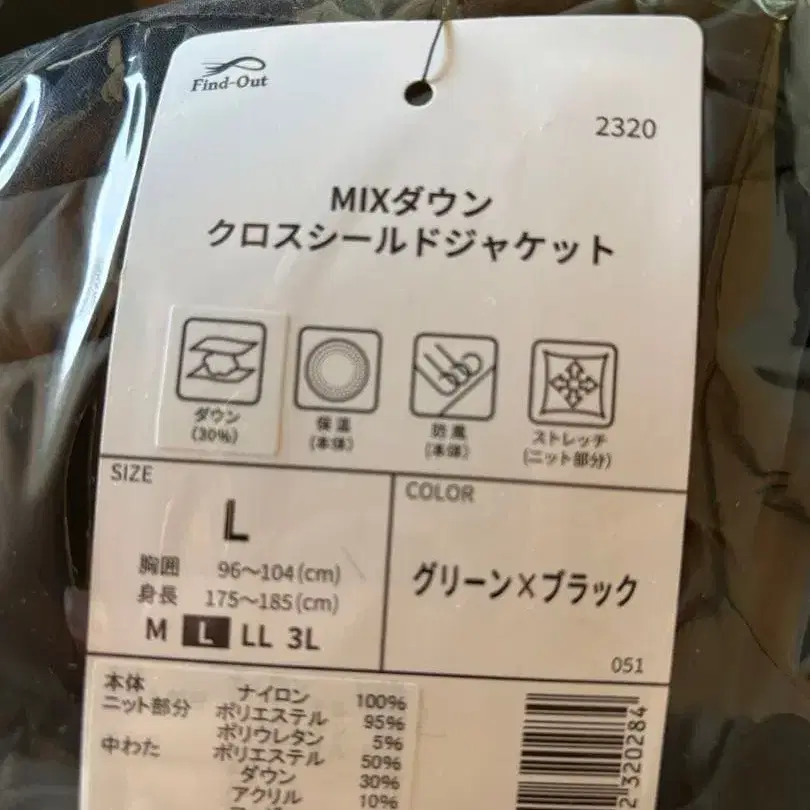 Find-Out
2320
MIXダウン
クロスシールドジャケット
ダウン
(30%)
保温
(本体)
防風
(本体)
ストレッチ
(ニット部分)
SIZE
L
胸囲 96〜104(cm)
身長 175〜185(cm)
M L LL 3L
COLOR
グリーン×ブラック
051
本体 ナイロン 100%
ニット部分 ポリエステル 95%
ポリウレタン 5%
中わた ポリエステル 50%
ダウン 30%
アクリル 10%
2320284